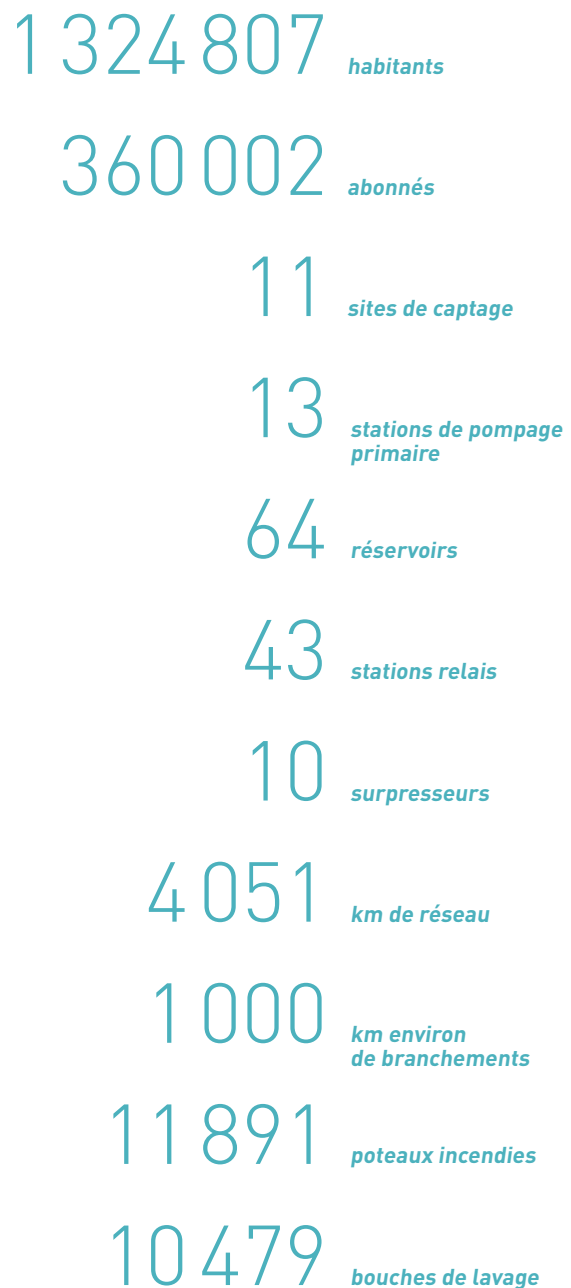 1 324 807 habitants
360 002 abonnés
11 sites de captage
13 stations de pompage
primaire
64 réservoirs
43 stations relais
10 surpresseurs
4 051 km de réseau
1 000 km environ
de branchements
11 891 poteaux incendies
10 479 bouches de lavage